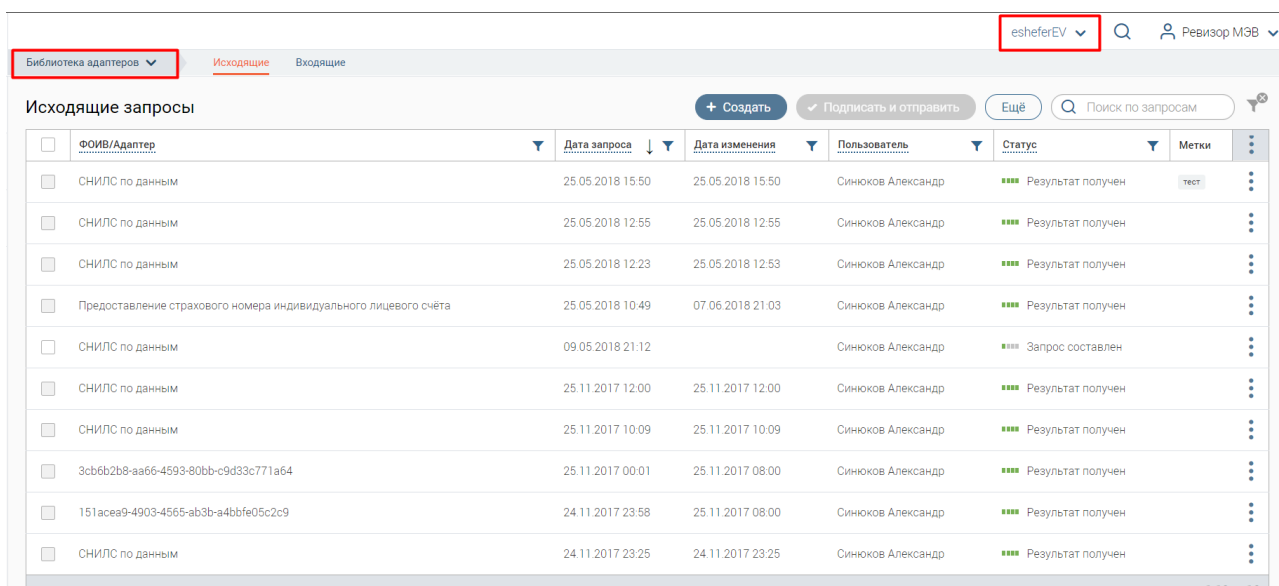 esheferEV Ревизор МЭВ
Библиотека адаптеров Исходящие Входящие
Исходящие запросы + Создать Подписать и отправить Ещё Поиск по запросам
ФОИВ/Адаптер Дата запроса Дата изменения Пользователь Статус Метки
СНИЛС по данным 25.05.2018 15:50 25.05.2018 15:50 Синюков Александр Результат получен тест
СНИЛС по данным 25.05.2018 12:55 25.05.2018 12:55 Синюков Александр Результат получен
СНИЛС по данным 25.05.2018 12:23 25.05.2018 12:53 Синюков Александр Результат получен
Предоставление страхового номера индивидуального лицевого счёта 25.05.2018 10:49 07.06.2018 21:03 Синюков Александр Результат получен
СНИЛС по данным 09.05.2018 21:12 Синюков Александр Запрос составлен
СНИЛС по данным 25.11.2017 12:00 25.11.2017 12:00 Синюков Александр Результат получен
СНИЛС по данным 25.11.2017 10:09 25.11.2017 10:09 Синюков Александр Результат получен
3cb6b2b8-aa66-4593-80bb-c9d33c771a64 25.11.2017 00:01 25.11.2017 08:00 Синюков Александр Результат получен
151acea9-4903-4565-ab3b-a4bbfe05c2c9 24.11.2017 23:58 25.11.2017 08:00 Синюков Александр Результат получен
СНИЛС по данным 24.11.2017 23:25 24.11.2017 23:25 Синюков Александр Результат получен